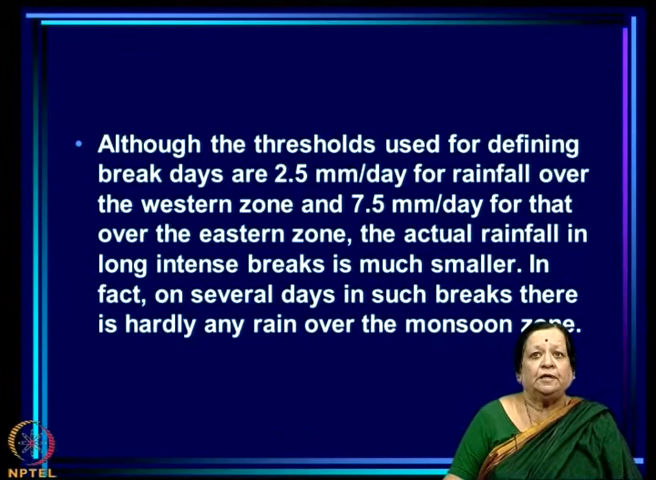 • Although the thresholds used for defining
break days are 2.5 mm/day for rainfall over
the western zone and 7.5 mm/day for that
over the eastern zone, the actual rainfall in
long intense breaks is much smaller. In
fact, on several days in such breaks there
is hardly any rain over the monsoon zone.
NPTEL